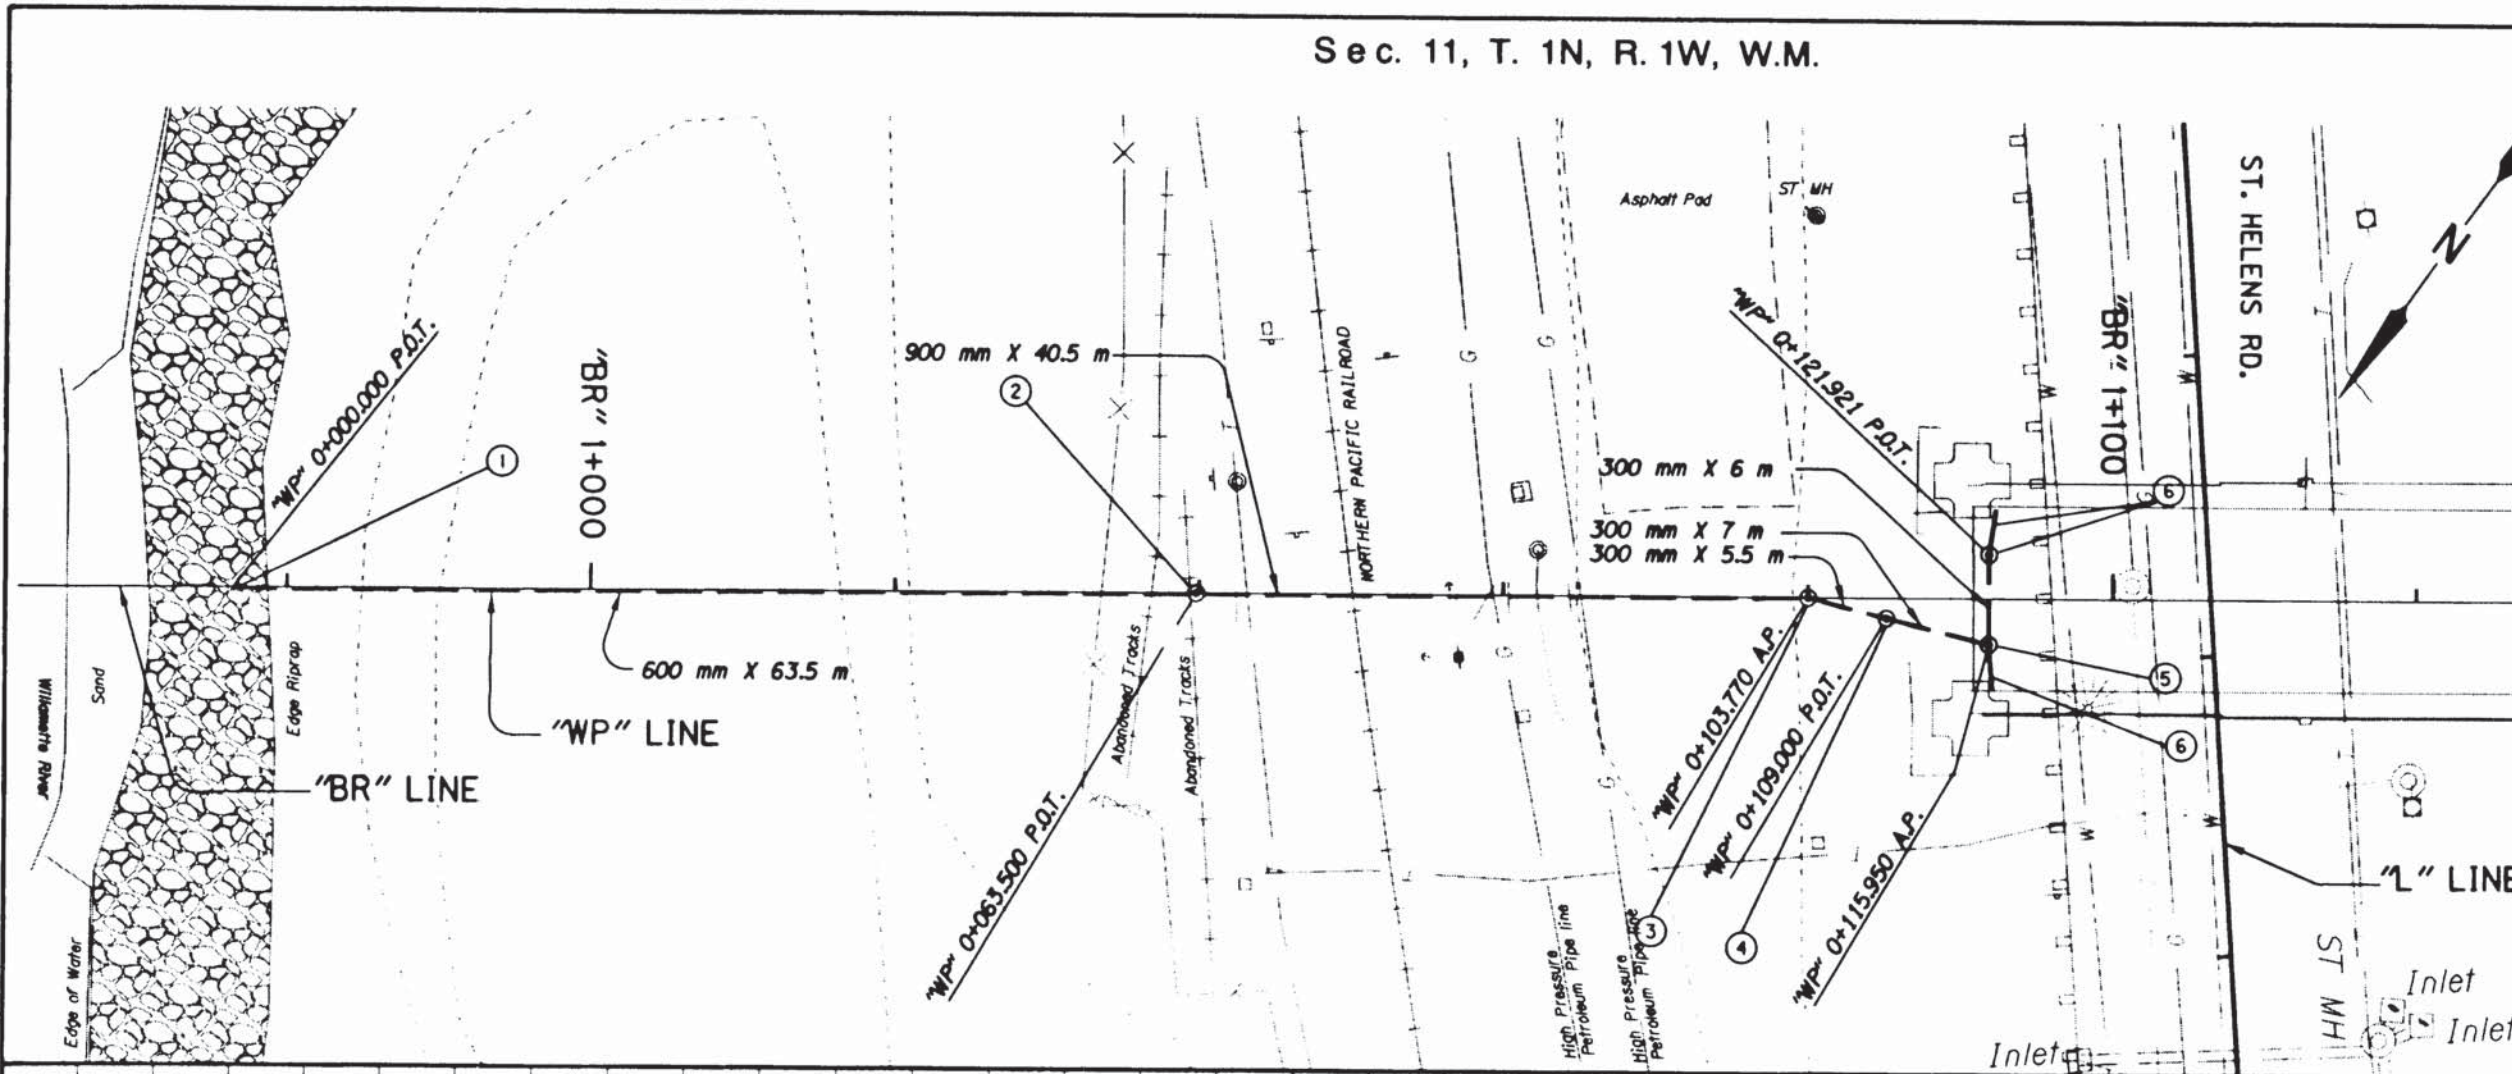 Sec. 11, T. 1N, R. 1W, W.M.
Asphalt Pad
ST MH
ST. HELENS RD.
N
"WP" 0+000.000 P.O.T.
"BR" 1+000
900 mm X 40.5 m
NORTHERN PACIFIC RAILROAD
"WP" 0+121.921 P.O.T.
"BR" 1+100
1
2
300 mm X 6 m
6
300 mm X 7 m
300 mm X 5.5 m
G
G
W
W
T
T
G
Willamette River
Sand
Edge Riprap
600 mm X 63.5 m
"WP" LINE
"BR" LINE
Abandoned Tracks
Abandoned Tracks
"WP" 0+063.500 P.O.T.
"WP" 0+103.770 A.P.
"WP" 0+109.000 P.O.T.
"WP" 0+115.950 A.P.
5
6
G
G
W
W
G
3
4
"L" LINE
Edge of Water
High Pressure
Petroleum Pipe line
High Pressure
Petroleum Pipe line
ST MH
Inlet
Inlet
Inlet